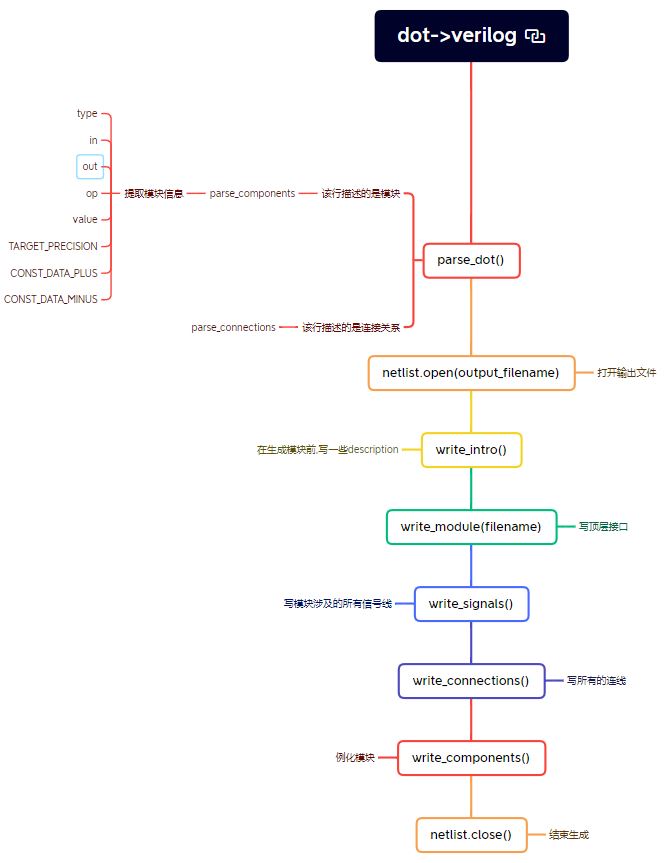 dot->verilog
type
in
out
op
提取模块信息
parse_components
该行描述的是模块
value
TARGET_PRECISION
CONST_DATA_PLUS
CONST_DATA_MINUS
parse_dot()
parse_connections
该行描述的是连接关系
netlist.open(output_filename)
打开输出文件
在生成模块前,写一些description
write_intro()
write_module(filename)
写顶层接口
写模块涉及的所有信号线
write_signals()
write_connections()
写所有的连线
例化模块
write_components()
netlist.close()
结束生成